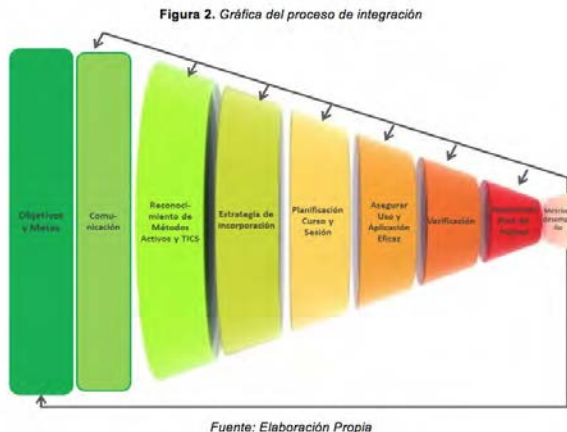 Figura 2. Gráfica del proceso de integración
Objetivos
y Metas
Comu-
nicación
Reconoci-
miento de
Métodos
Activos y TICS
Estrategia de
incorporación
Planificación
Curso y
Sesión
Asegurar
Uso y
Aplicación
Eficaz
Verificación
Fuente: Elaboración Propia